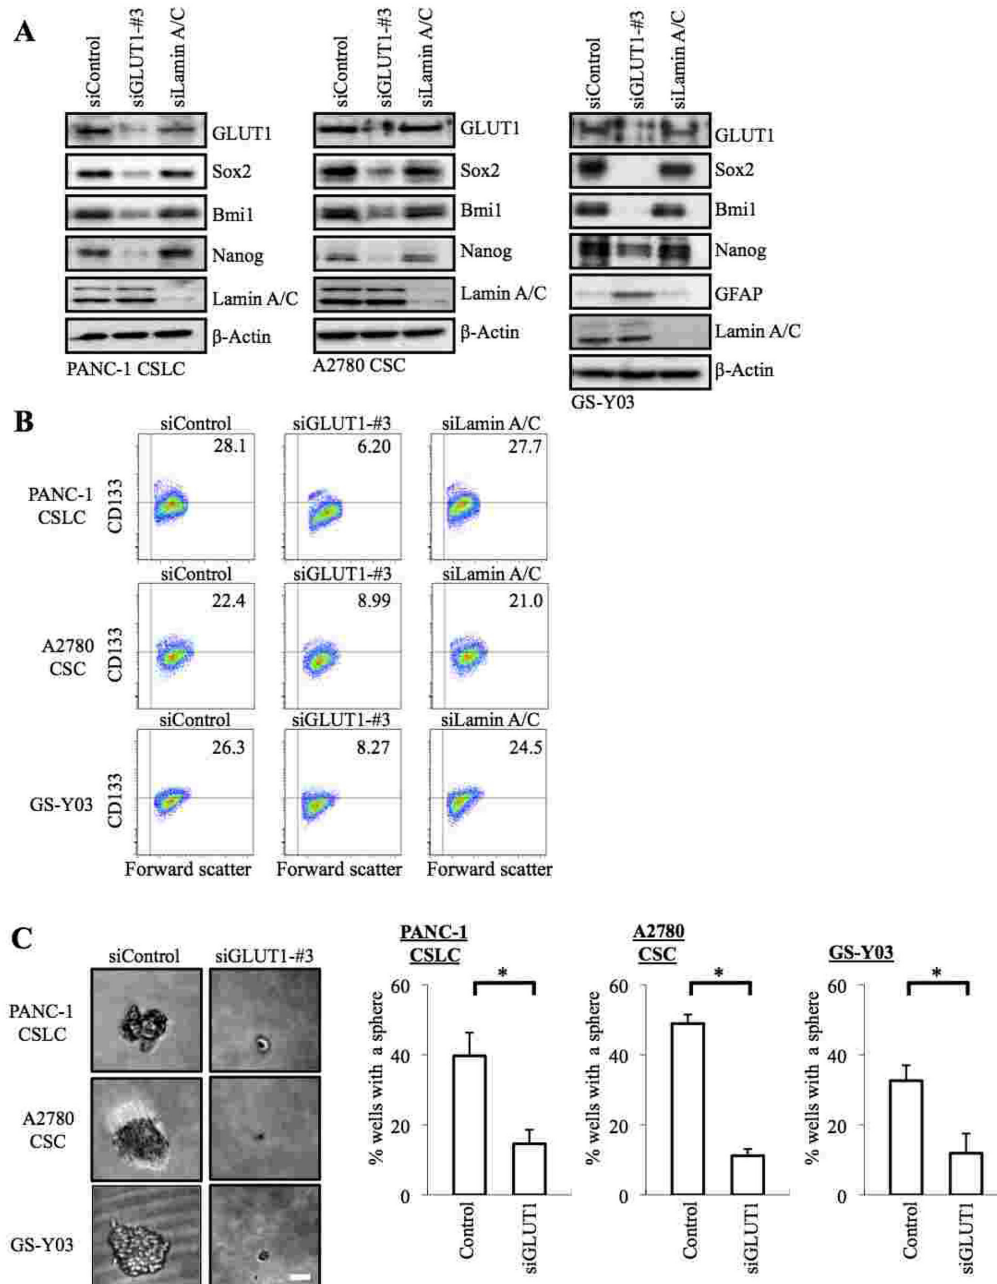 A
siControl
siGLUT1-#3
siLamin A/C
GLUT1
Sox2
Bmi1
Nanog
Lamin A/C
β-Actin
PANC-1 CSLC
siControl
siGLUT1-#3
siLamin A/C
GLUT1
Sox2
Bmi1
Nanog
Lamin A/C
β-Actin
A2780 CSC
siControl
siGLUT1-#3
siLamin A/C
GLUT1
Sox2
Bmi1
Nanog
GFAP
Lamin A/C
β-Actin
GS-Y03
B
siControl
siGLUT1-#3
siLamin A/C
PANC-1
CSLC
CD133
28.1
6.20
27.7
siControl
siGLUT1-#3
siLamin A/C
A2780
CSC
CD133
22.4
8.99
21.0
siControl
siGLUT1-#3
siLamin A/C
GS-Y03
CD133
26.3
8.27
24.5
Forward scatter
Forward scatter
Forward scatter
C
siControl
siGLUT1-#3
PANC-1
CSLC
A2780
CSC
GS-Y03
PANC-1
CSLC
*
% wells with a sphere
60
40
20
0
Control
siGLUT1
A2780
CSC
*
% wells with a sphere
60
40
20
0
Control
siGLUT1
GS-Y03
*
% wells with a sphere
60
40
20
0
Control
siGLUT1